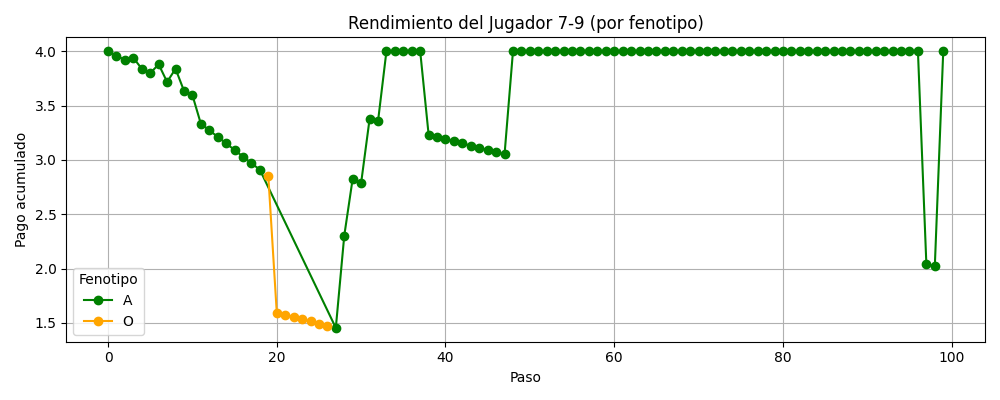 Rendimiento del Jugador 7-9 (por fenotipo)
Pago acumulado
4.0
3.5
3.0
2.5
2.0
1.5
Fenotipo
A
O
0 20 40 60 80 100
Paso